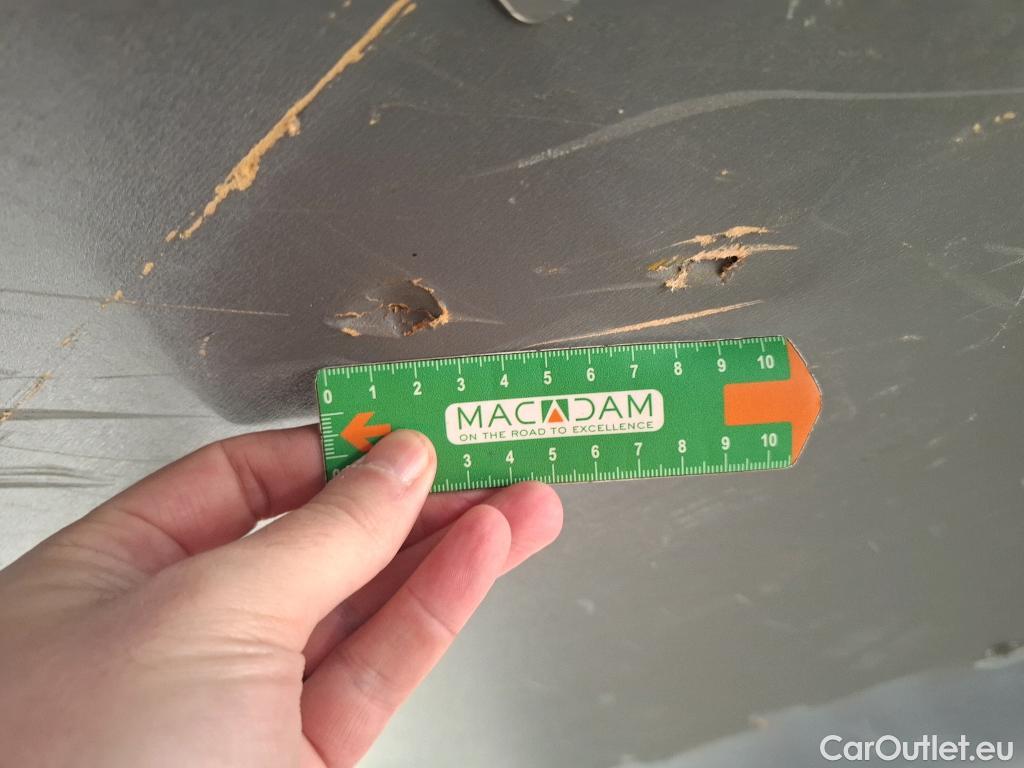 0 1 2 3 4 5 6 7 8 9 10
MACADAM
ON THE ROAD TO EXCELLENCE
3 4 5 6 7 8 9 10
CarOutlet.eu